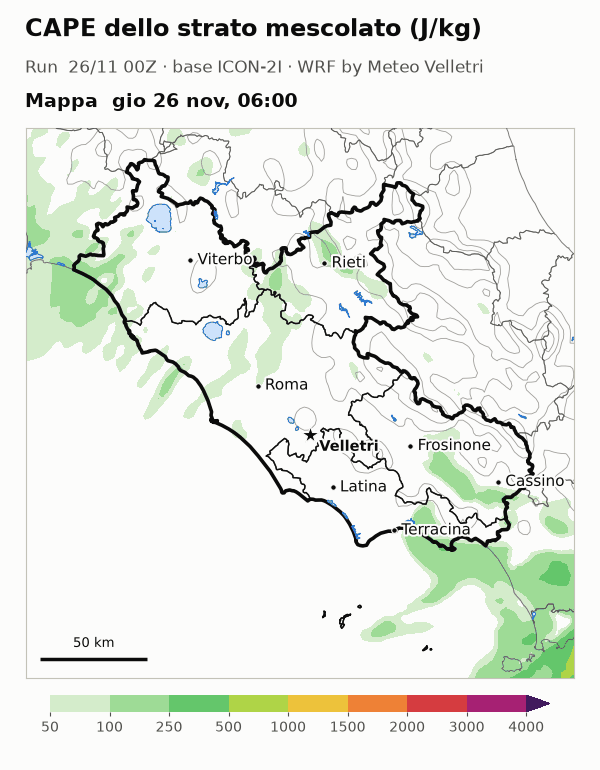 CAPE dello strato mescolato (J/kg)
Run 26/11 00Z · base ICON-2I · WRF by Meteo Velletri
Mappa gio 26 nov, 06:00
Viterbo
Rieti
Roma
Velletri
Frosinone
Cassino
Latina
Terracina
50 km
50 100 250 500 1000 1500 2000 3000 4000